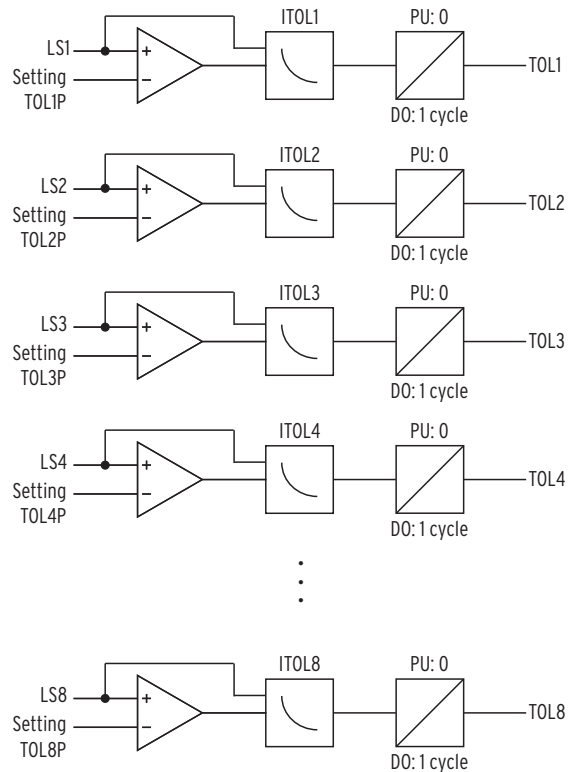 ITOL1
PU: 0
LS1
+
TOL1
Setting
−
TOL1P
DO: 1 cycle
ITOL2
PU: 0
LS2
+
TOL2
Setting
−
TOL2P
DO: 1 cycle
ITOL3
PU: 0
LS3
+
TOL3
Setting
−
TOL3P
DO: 1 cycle
ITOL4
PU: 0
LS4
+
TOL4
Setting
−
TOL4P
DO: 1 cycle
ITOL8
PU: 0
LS8
+
TOL8
Setting
−
TOL8P
DO: 1 cycle